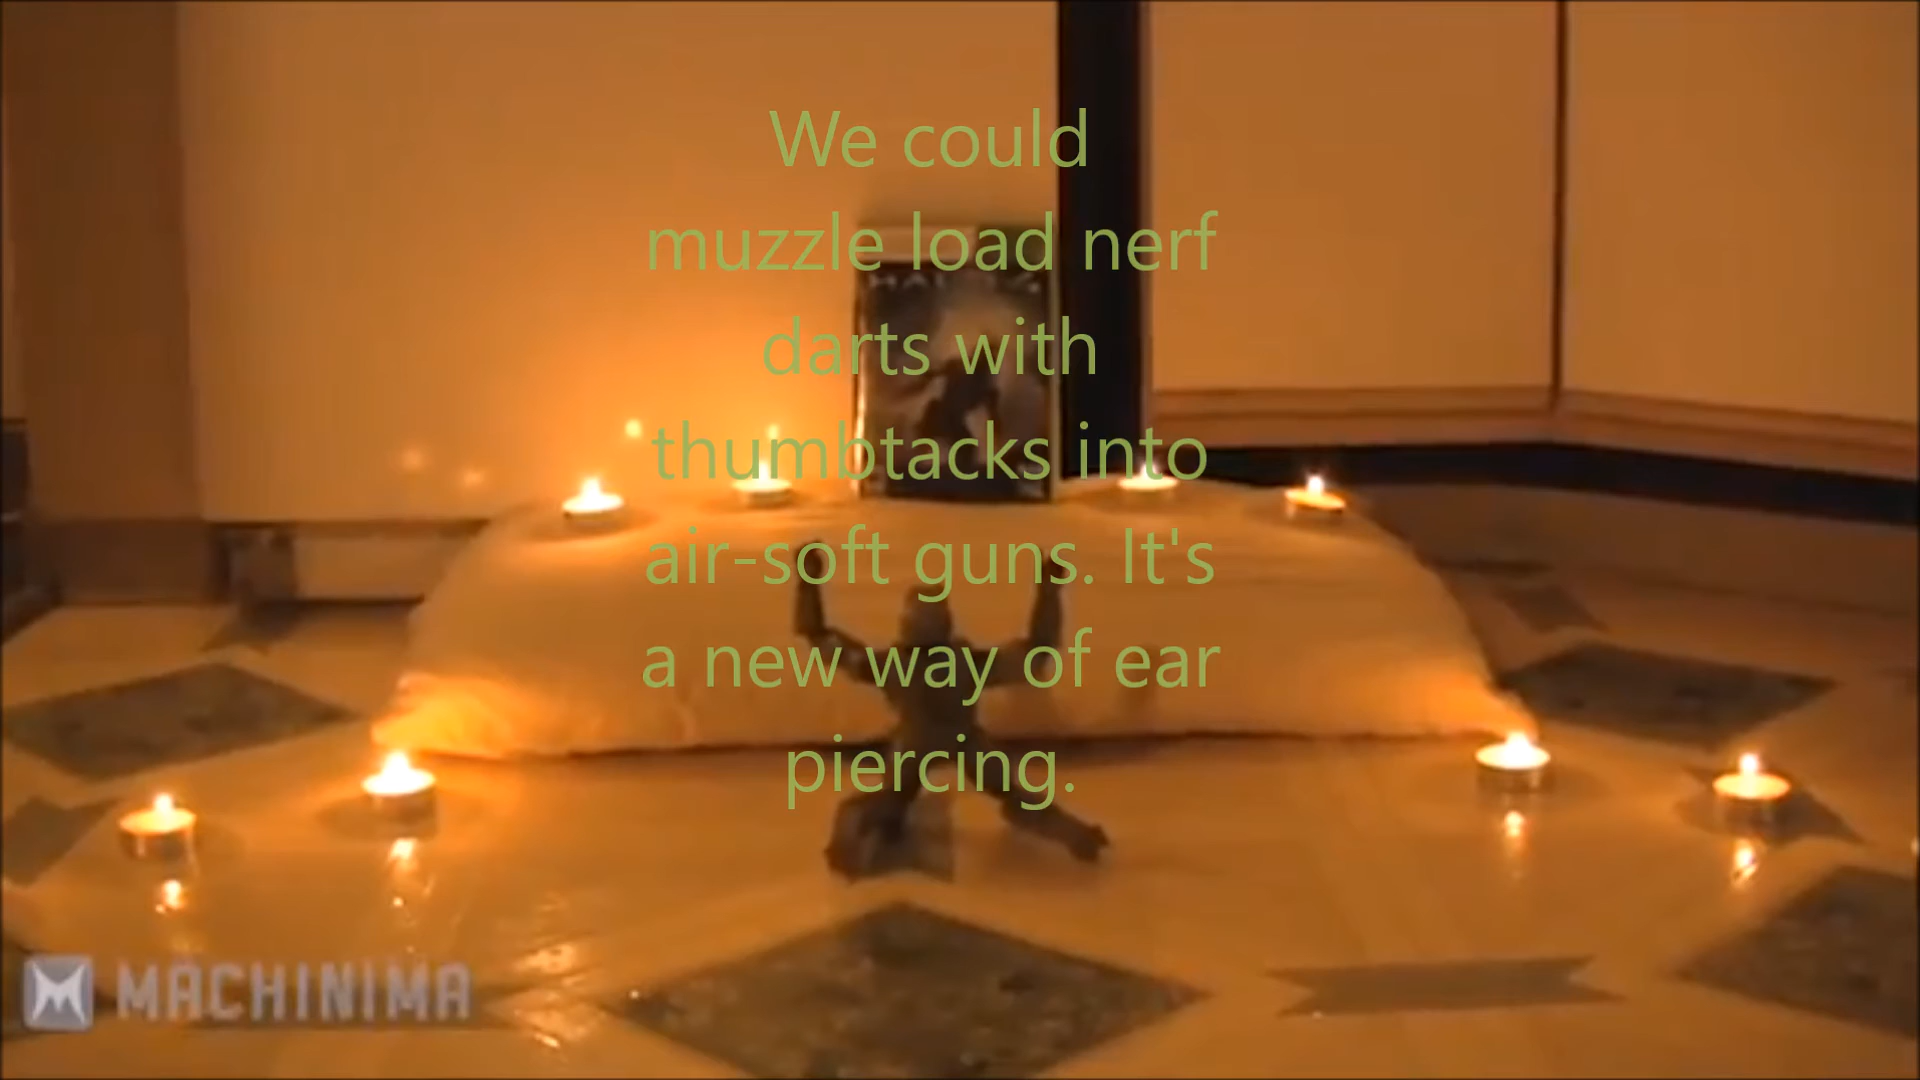 We could
muzzle load nerf
darts with
thumbtacks into
air-soft guns. It's
a new way of ear
piercing.
MACHINIMA